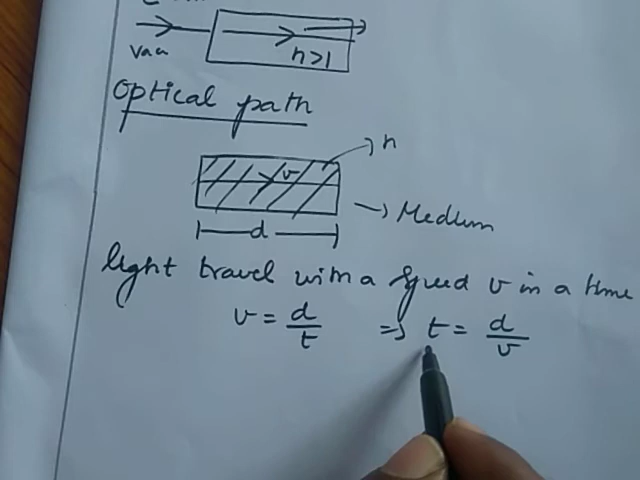 vac
n>1
Optical path
n
v
Medium
d
light travel with a speed v in a time
v = d/t ⇒ t = d/v